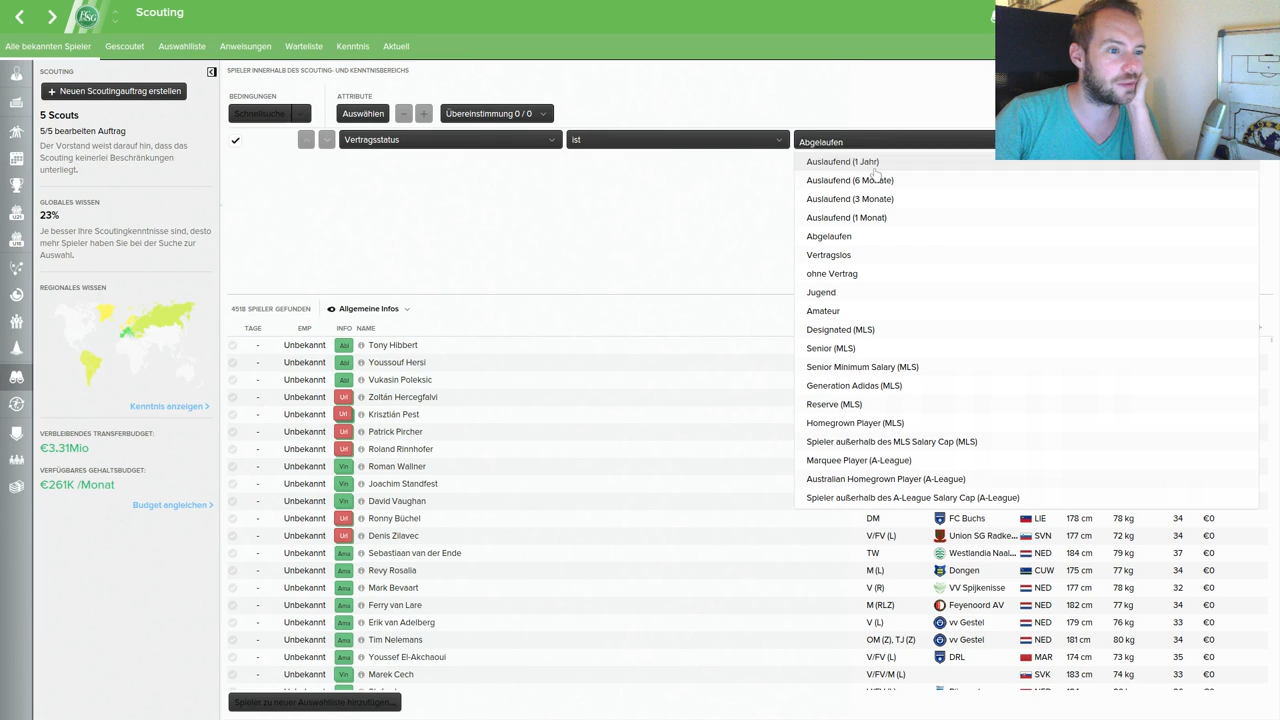 Scouting
Alle bekannten Spieler Gescoutet Auswahlliste Anweisungen Warteliste Kenntnis Aktuell
SCOUTING
+ Neuen Scoutingauftrag erstellen
5 Scouts
5/5 bearbeiten Auftrag
Der Vorstand weist darauf hin, dass das
Scouting keinerlei Beschränkungen
unterliegt.
GLOBALES WISSEN
23%
Je besser Ihre Scoutingkenntnisse sind, desto
mehr Spieler haben Sie bei der Suche zur
Auswahl.
REGIONALES WISSEN
Kenntnis anzeigen >
VERBLEIBENDES TRANSFERBUDGET:
€3.31Mio
VERFÜGBARES GEHALTSBUDGET:
€261K /Monat
Budget angleichen >
U21
U18
SPIELER INNERHALB DES SCOUTING- UND KENNTNISBEREICHS
BEDINGUNGEN ATTRIBUTE
Schnellsuche Auswählen - + Übereinstimmung 0 / 0
Vertragsstatus ist Abgelaufen
Auslaufend (1 Jahr)
Auslaufend (6 Monate)
Auslaufend (3 Monate)
Auslaufend (1 Monat)
Abgelaufen
Vertragslos
ohne Vertrag
Jugend
Amateur
Designated (MLS)
Senior (MLS)
Senior Minimum Salary (MLS)
Generation Adidas (MLS)
Reserve (MLS)
Homegrown Player (MLS)
Spieler außerhalb des MLS Salary Cap (MLS)
Marquee Player (A-League)
Australian Homegrown Player (A-League)
Spieler außerhalb des A-League Salary Cap (A-League)
4518 SPIELER GEFUNDEN Allgemeine Infos
TAGE EMP INFO NAME
- Unbekannt Abl Tony Hibbert
- Unbekannt Abl Youssouf Hersi
- Unbekannt Abl Vukasin Poleksic
- Unbekannt Url Zoltán Hercegfalvi
- Unbekannt Url Krisztián Pest
- Unbekannt Url Patrick Pircher
- Unbekannt Url Roland Rinnhofer
- Unbekannt Vin Roman Wallner
- Unbekannt Vin Joachim Standfest
- Unbekannt Vin David Vaughan
- Unbekannt Url Ronny Büchel DM FC Buchs LIE 178 cm 78 kg 34 €0
- Unbekannt Url Denis Zilavec V/FV (L) Union SG Radke... SVN 177 cm 72 kg 34 €0
- Unbekannt Ama Sebastiaan van der Ende TW Westlandia Naal... NED 184 cm 79 kg 37 €0
- Unbekannt Ama Revy Rosalia M (L) Dongen CUW 175 cm 77 kg 34 €0
- Unbekannt Ama Mark Bevaart V (R) VV Spijkenisse NED 177 cm 78 kg 32 €0
- Unbekannt Ama Ferry van Lare M (RLZ) Feyenoord AV NED 182 cm 77 kg 34 €0
- Unbekannt Ama Erik van Adelberg V (L) vv Gestel NED 179 cm 76 kg 33 €0
- Unbekannt Ama Tim Nelemans OM (Z), TJ (Z) vv Gestel NED 181 cm 80 kg 34 €0
- Unbekannt Ama Youssef El-Akchaoui V/FV (L) DRL MAR 174 cm 73 kg 35 €0
- Unbekannt Vin Marek Cech V/FV/M (L) SVK 183 cm 74 kg 33 €0
Spieler zu neuer Auswahlliste hinzufügen...